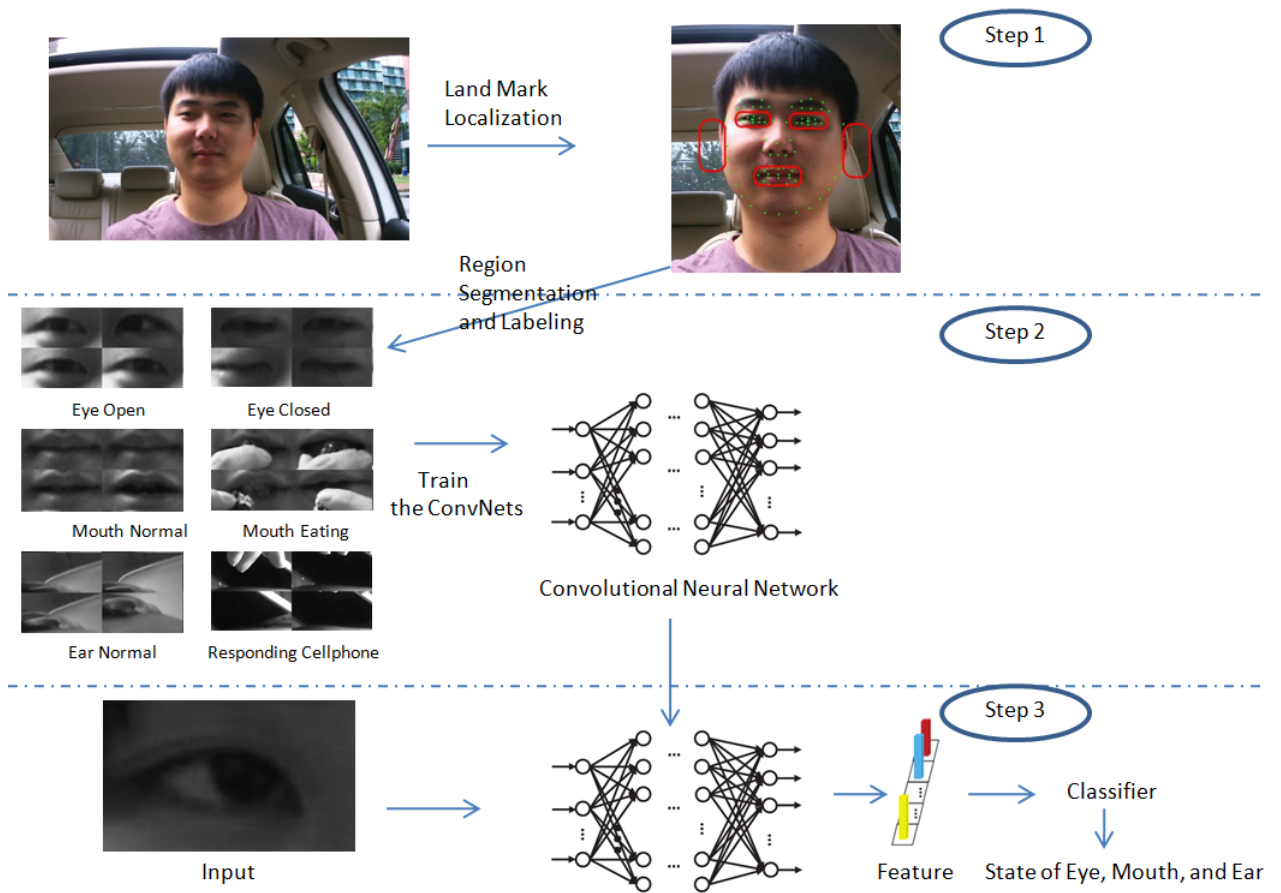 Step 1
Land Mark
Localization
Region
Segmentation
and Labeling
Step 2
Eye Open
Eye Closed
Train
the ConvNets
Mouth Normal
Mouth Eating
Convolutional Neural Network
Ear Normal
Responding Cellphone
Step 3
Classifier
Input
Feature
State of Eye, Mouth, and Ear